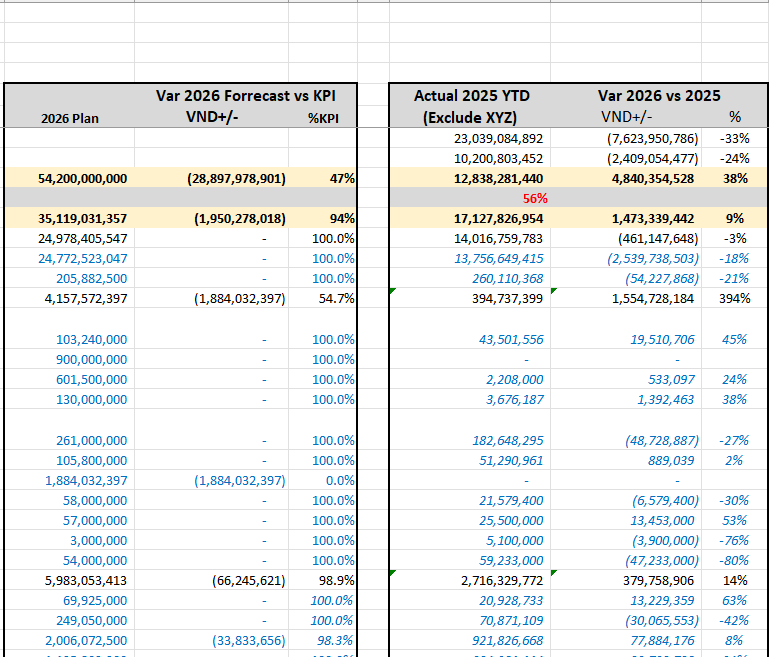 Var 2026 Forrecast vs KPI Actual 2025 YTD Var 2026 vs 2025
2026 Plan VND+/- %KPI (Exclude XYZ) VND+/- %
23,039,084,892 (7,623,950,786) -33%
10,200,803,452 (2,409,054,477) -24%
54,200,000,000 (28,897,978,901) 47% 12,838,281,440 4,840,354,528 38%
56%
35,119,031,357 (1,950,278,018) 94% 17,127,826,954 1,473,339,442 9%
24,978,405,547 - 100.0% 14,016,759,783 (461,147,648) -3%
24,772,523,047 - 100.0% 13,756,649,415 (2,539,738,503) -18%
205,882,500 - 100.0% 260,110,368 (54,227,868) -21%
4,157,572,397 (1,884,032,397) 54.7% 394,737,399 1,554,728,184 394%
103,240,000 - 100.0% 43,501,556 19,510,706 45%
900,000,000 - 100.0% - -
601,500,000 - 100.0% 2,208,000 533,097 24%
130,000,000 - 100.0% 3,676,187 1,392,463 38%
261,000,000 - 100.0% 182,648,295 (48,728,887) -27%
105,800,000 - 100.0% 51,290,961 889,039 2%
1,884,032,397 (1,884,032,397) 0.0% - -
58,000,000 - 100.0% 21,579,400 (6,579,400) -30%
57,000,000 - 100.0% 25,500,000 13,453,000 53%
3,000,000 - 100.0% 5,100,000 (3,900,000) -76%
54,000,000 - 100.0% 59,233,000 (47,233,000) -80%
5,983,053,413 (66,245,621) 98.9% 2,716,329,772 379,758,906 14%
69,925,000 - 100.0% 20,928,733 13,229,359 63%
249,050,000 - 100.0% 70,871,109 (30,065,553) -42%
2,006,072,500 (33,833,656) 98.3% 921,826,668 77,884,176 8%